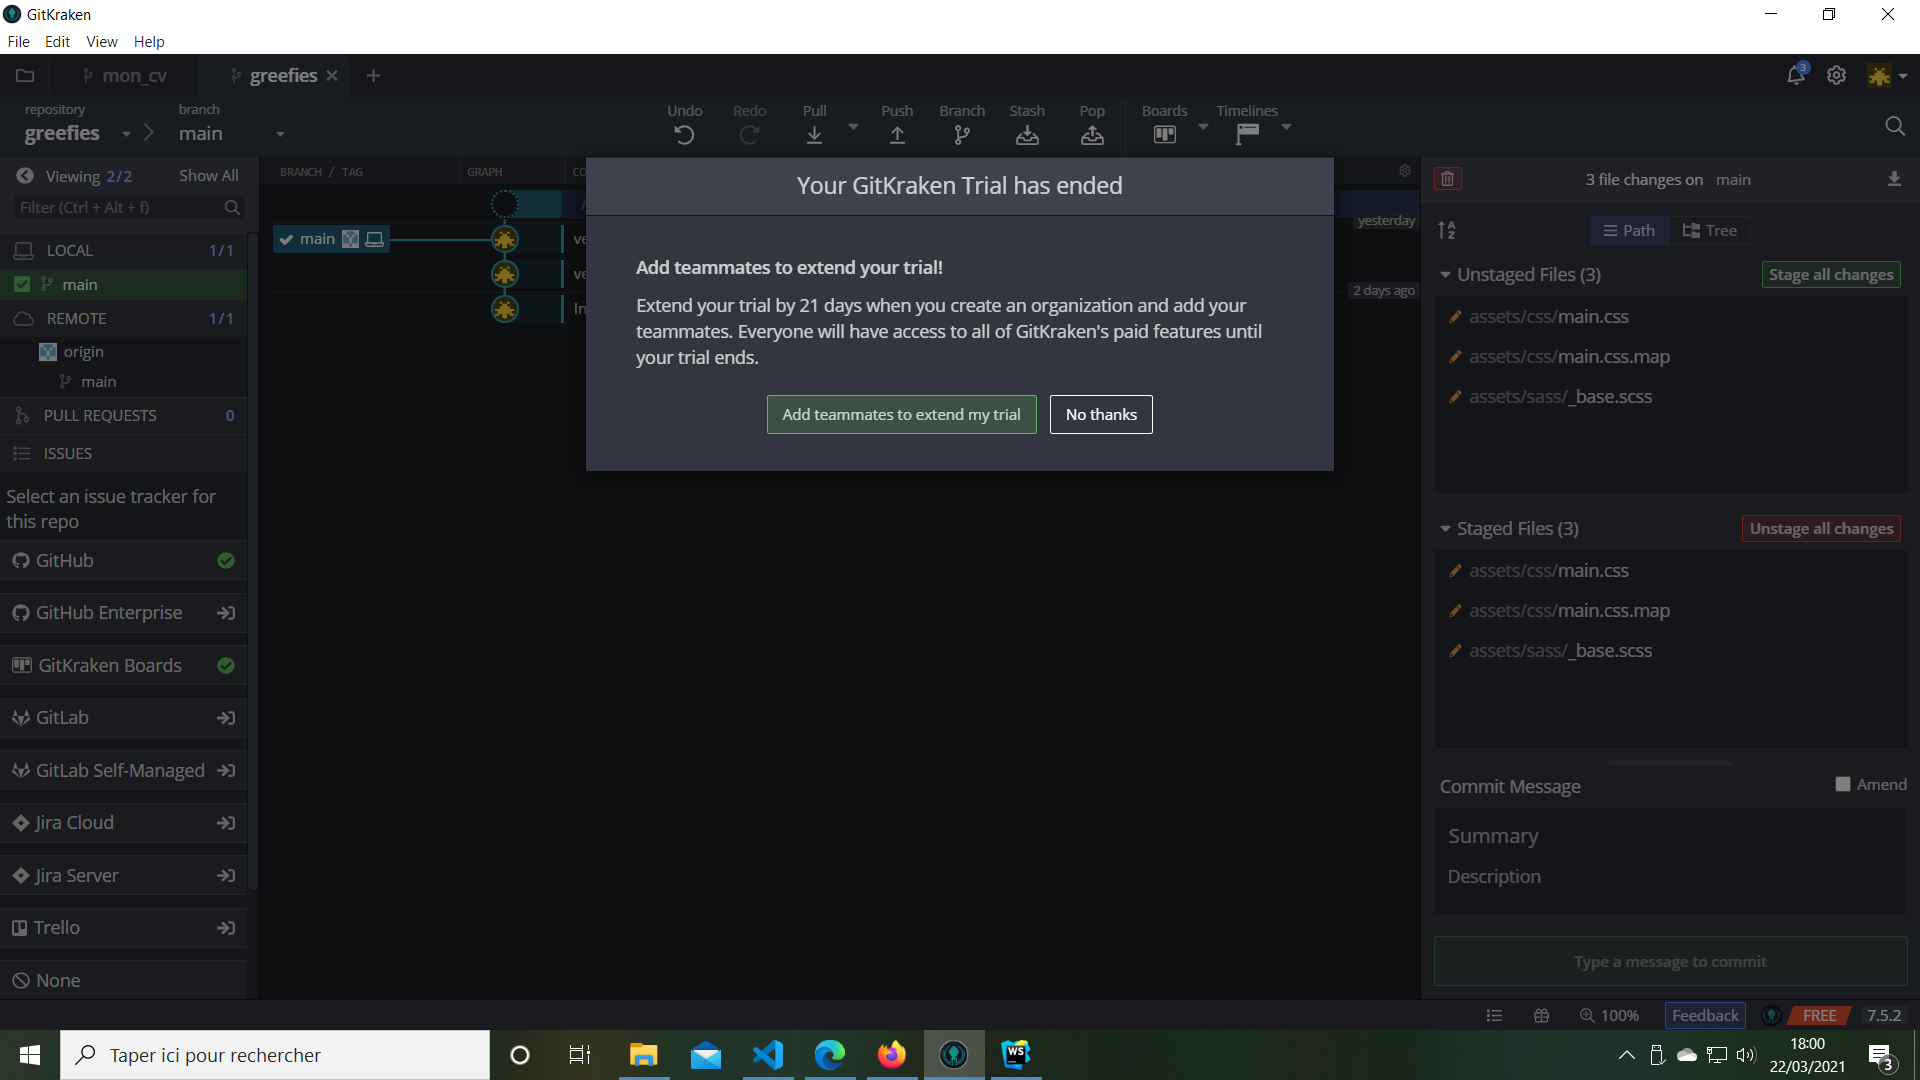 GitKraken
File Edit View Help
mon_cv
greefies
3
repository
greefies
branch
main
Undo
Redo
Pull
Push
Branch
Stash
Pop
Boards
Timelines
Viewing 2/2
Show All
Filter (Ctrl + Alt + f)
LOCAL 1/1
main
REMOTE 1/1
origin
main
PULL REQUESTS 0
ISSUES
Select an issue tracker for
this repo
GitHub
GitHub Enterprise
GitKraken Boards
GitLab
GitLab Self-Managed
Jira Cloud
Jira Server
Trello
None
BRANCH / TAG
GRAPH
CO
main
ve
ve
In
yesterday
2 days ago
Your GitKraken Trial has ended
Add teammates to extend your trial!
Extend your trial by 21 days when you create an organization and add your
teammates. Everyone will have access to all of GitKraken's paid features until
your trial ends.
Add teammates to extend my trial
No thanks
3 file changes on main
Path
Tree
Unstaged Files (3)
Stage all changes
assets/css/main.css
assets/css/main.css.map
assets/sass/_base.scss
Staged Files (3)
Unstage all changes
assets/css/main.css
assets/css/main.css.map
assets/sass/_base.scss
Commit Message
Amend
Summary
Description
Type a message to commit
100%
Feedback
FREE
7.5.2
Taper ici pour rechercher
WS
18:00
22/03/2021
3